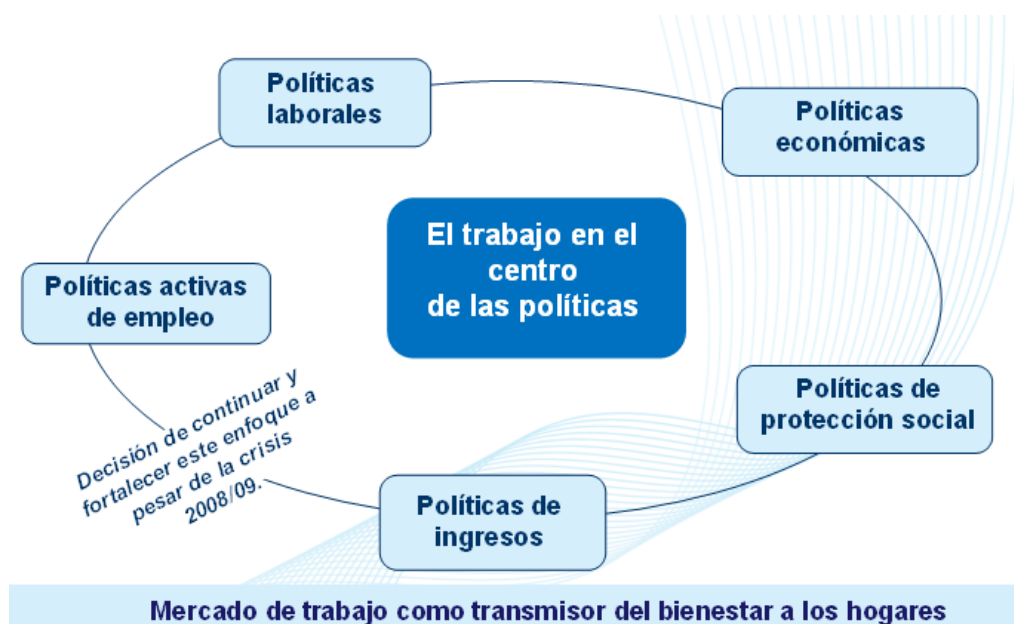 Políticas
laborales
Políticas
económicas
El trabajo en el
centro
de las políticas
Políticas activas
de empleo
Políticas de
protección social
Decisión de continuar y
fortalecer este enfoque a
pesar de la crisis
2008/09.
Políticas de
ingresos
Mercado de trabajo como transmisor del bienestar a los hogares